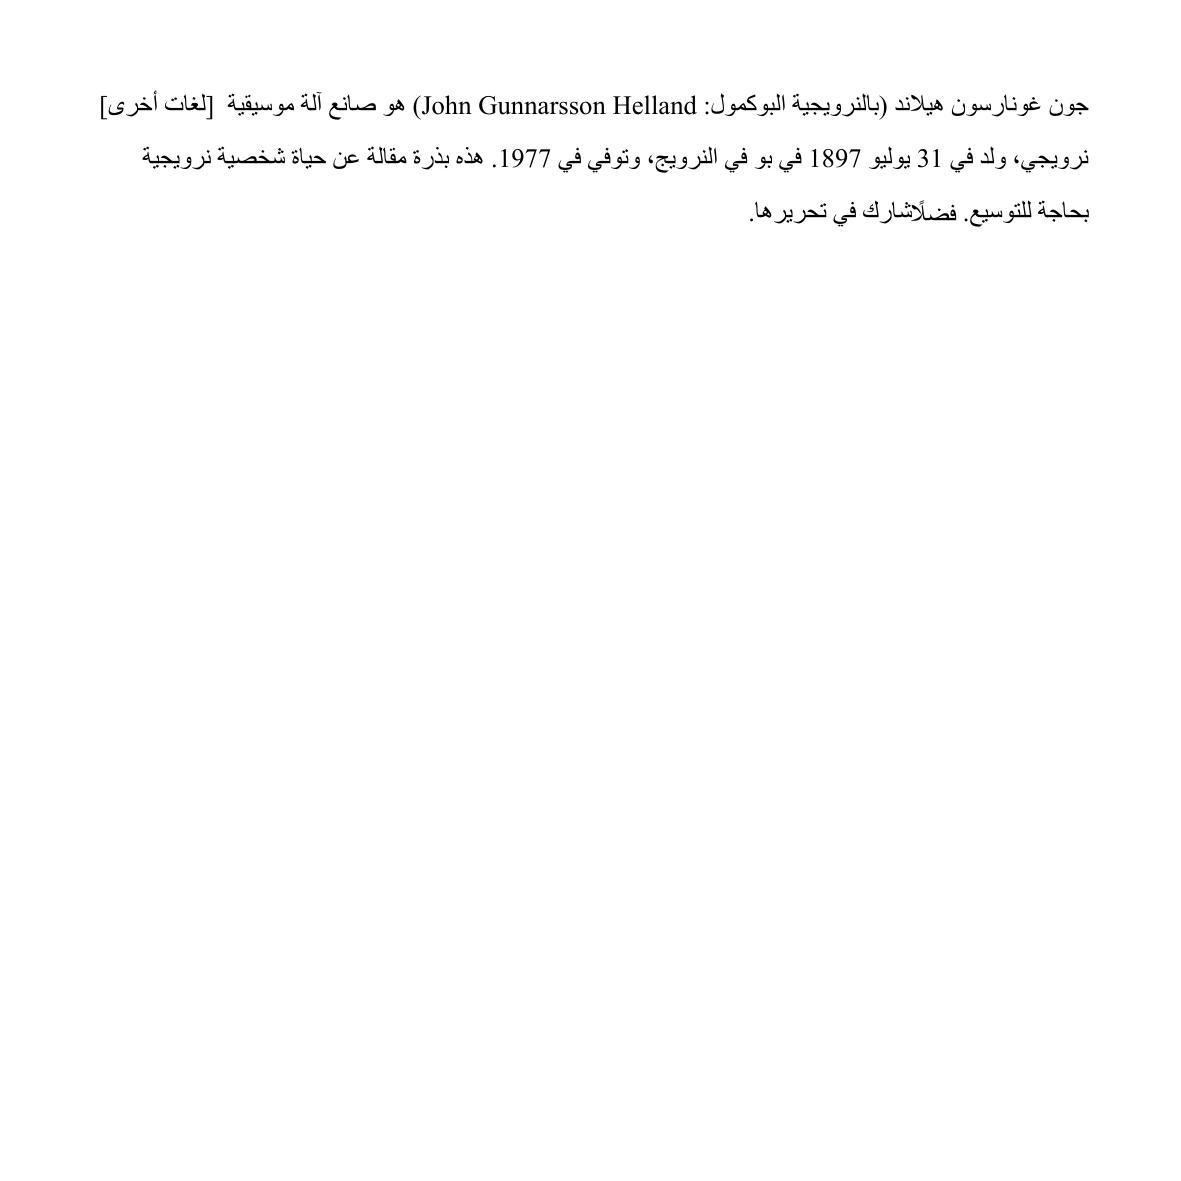 جون غونارسون هيلاند (بالنرويجية البوكمول: John Gunnarsson Helland) هو صانع آلة موسيقية  [لغات أخرى]
نرويجي، ولد في 31 يوليو 1897 في بو في النرويج، وتوفي في 1977. هذه بذرة مقالة عن حياة شخصية نرويجية
بحاجة للتوسيع. فضلًاشارك في تحريرها.